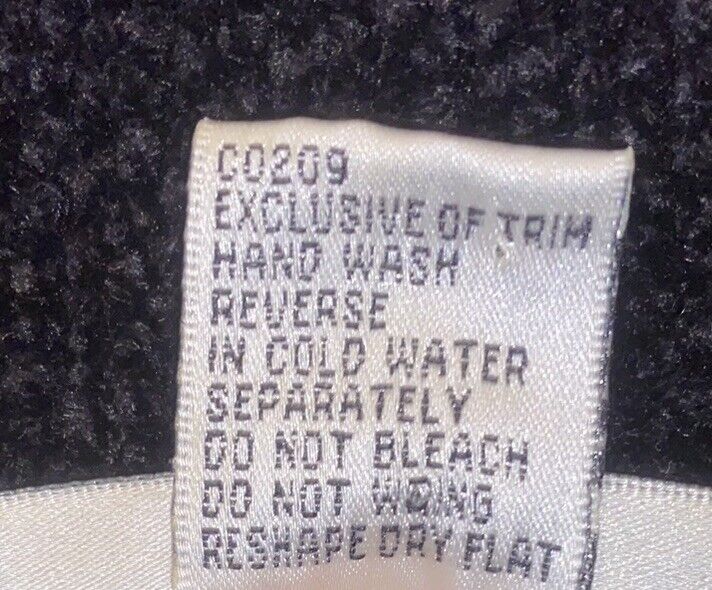 C0209
EXCLUSIVE OF TRIM
HAND WASH
REVERSE
IN COLD WATER
SEPARATELY
DO NOT BLEACH
DO NOT WRING
RESHAPE DRY FLAT